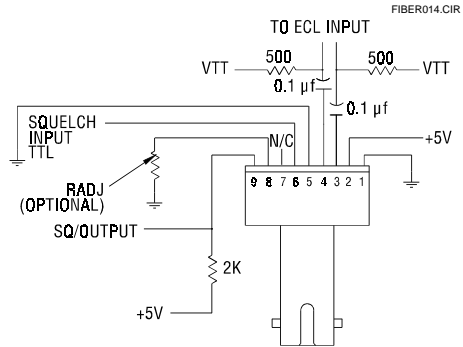 FIBER014.CIR
TO ECL INPUT
500
500
VTT
VTT
0.1 µf
0.1 µf
SQUELCH
INPUT
TTL
N/C
+5V
9 8 7 6 5 4 3 2 1
RADJ
(OPTIONAL)
SQ/OUTPUT
2K
+5V